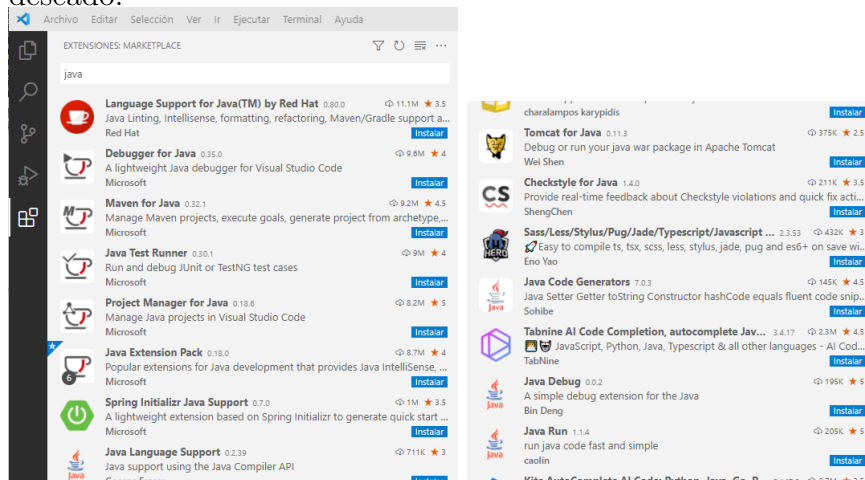 deseado.
Archivo Editar Selección Ver Ir Ejecutar Terminal Ayuda
EXTENSIONES: MARKETPLACE
java
Language Support for Java(TM) by Red Hat 0.80.0 11.1M ★ 3.5
Java Linting, Intellisense, formatting, refactoring, Maven/Gradle support a...
Red Hat Instalar
Debugger for Java 0.35.0 9.6M ★ 4
A lightweight Java debugger for Visual Studio Code
Microsoft Instalar
Maven for Java 0.32.1 9.2M ★ 4.5
Manage Maven projects, execute goals, generate project from archetype,...
Microsoft Instalar
Java Test Runner 0.30.1 9M ★ 4
Run and debug JUnit or TestNG test cases
Microsoft Instalar
Project Manager for Java 0.18.6 8.2M ★ 5
Manage Java projects in Visual Studio Code
Microsoft Instalar
6
Java Extension Pack 0.18.0 8.7M ★ 4
Popular extensions for Java development that provides Java IntelliSense, ...
Microsoft Instalar
Spring Initializr Java Support 0.7.0 1M ★ 3.5
A lightweight extension based on Spring Initializr to generate quick start ...
Microsoft Instalar
Java
Java Language Support 0.2.39 711K ★ 3
Java support using the Java Compiler API
charalampos karypidis Instalar
Tomcat for Java 0.11.3 375K ★ 2.5
Debug or run your java war package in Apache Tomcat
Wei Shen Instalar
CS
Checkstyle for Java 1.4.0 211K ★ 3.5
Provide real-time feedback about Checkstyle violations and quick fix acti...
ShengChen Instalar
HERO
Sass/Less/Stylus/Pug/Jade/Typescript/Javascript ... 2.3.53 432K ★ 3
🚀Easy to compile ts, tsx, scss, less, stylus, jade, pug and es6+ on save wi...
Eno Yao Instalar
Java
Java Code Generators 7.0.3 145K ★ 4.5
Java Setter Getter toString Constructor hashCode equals fluent code snip...
Sohibe Instalar
Tabnine AI Code Completion, autocomplete Jav... 3.4.17 2.3M ★ 4.5
JavaScript, Python, Java, Typescript & all other languages - AI Cod...
TabNine Instalar
Java
Java Debug 0.0.2 195K ★ 5
A simple debug extension for the Java
Bin Deng Instalar
Java
Java Run 1.1.4 205K ★ 5
run java code fast and simple
caolin Instalar